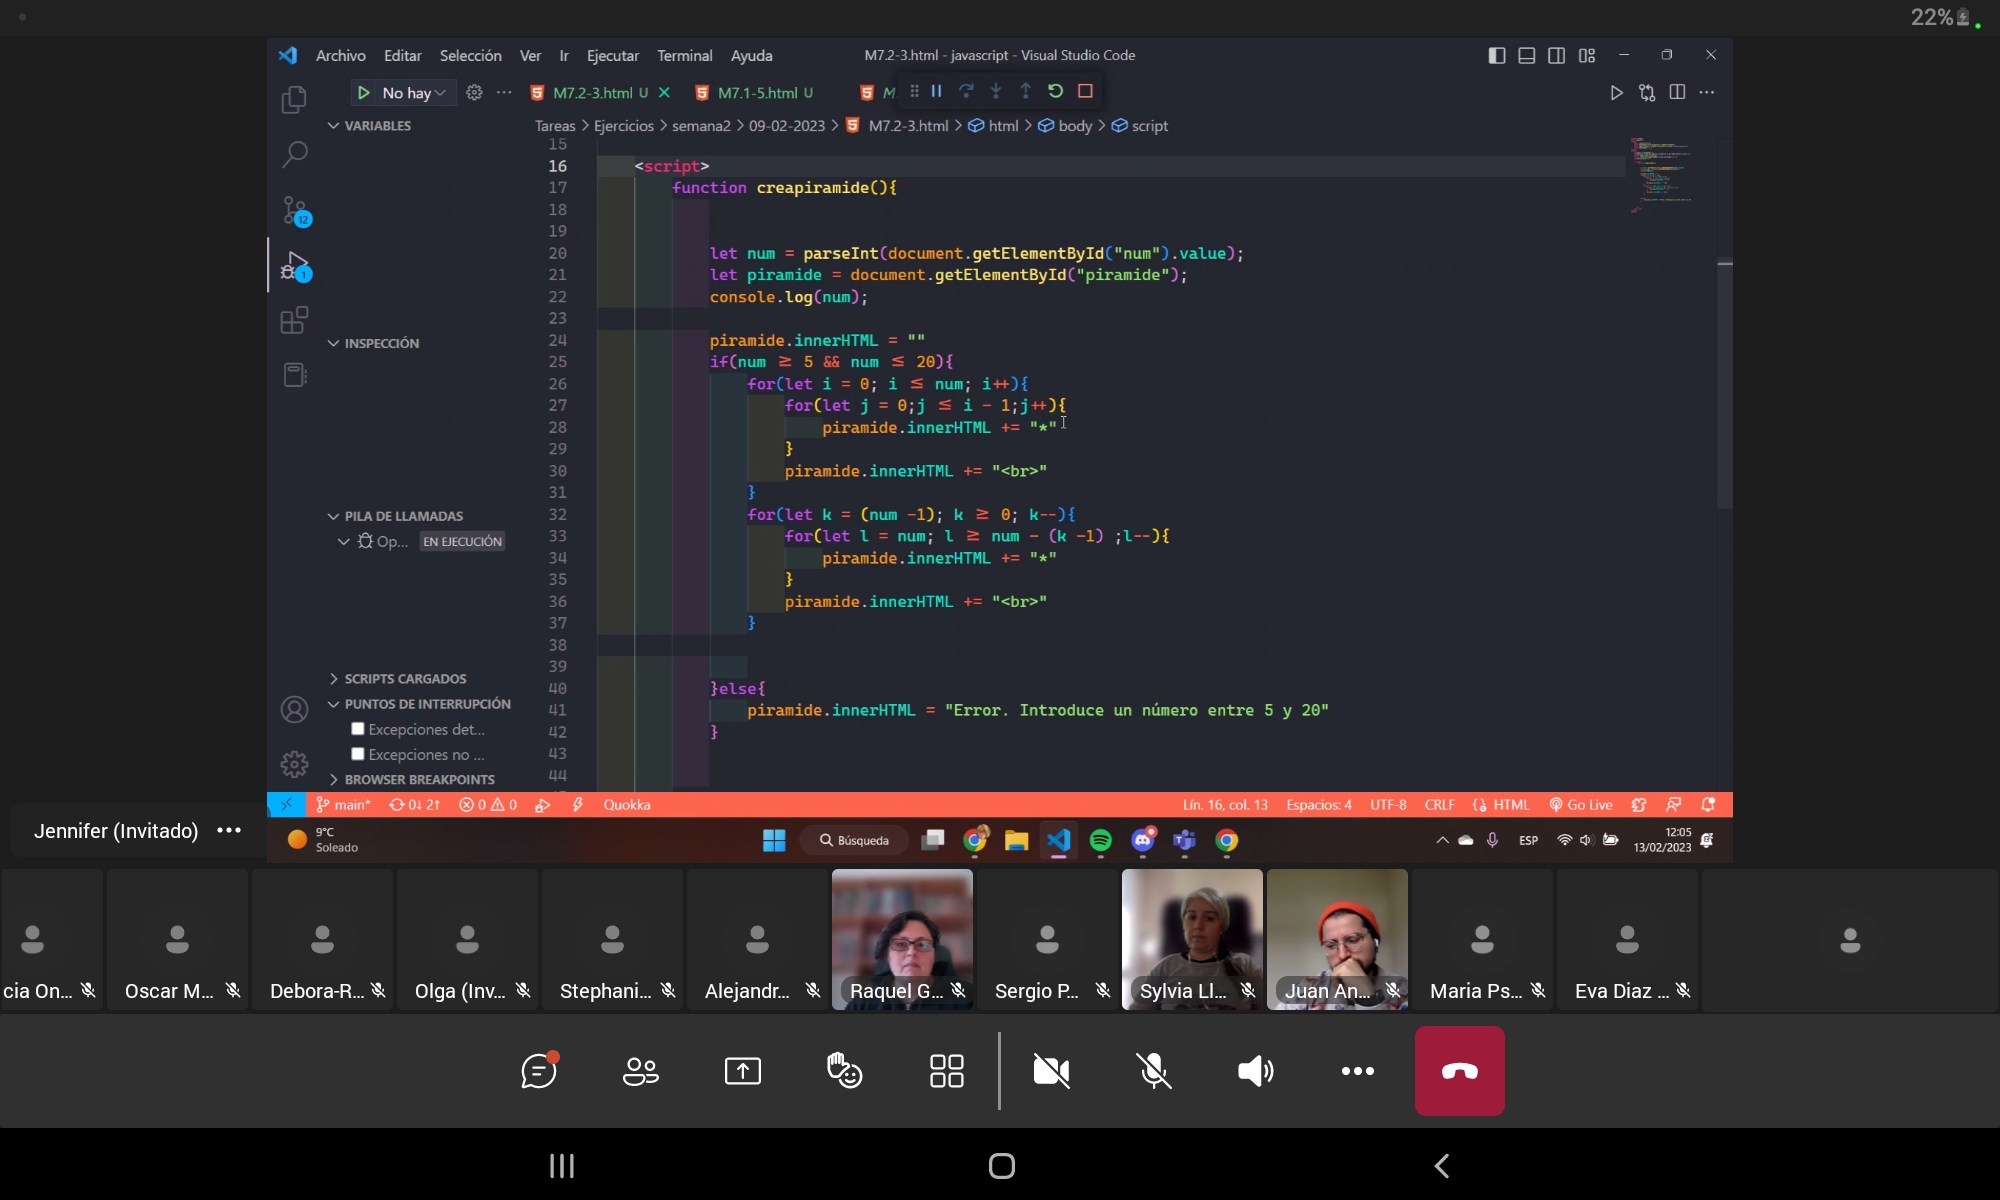 22%
Archivo Editar Selección Ver Ir Ejecutar Terminal Ayuda M7.2-3.html - javascript - Visual Studio Code
No hay M7.2-3.html U M7.1-5.html U M
Tareas > Ejercicios > semana2 > 09-02-2023 > M7.2-3.html > html > body > script
VARIABLES
INSPECCIÓN
PILA DE LLAMADAS
Op... EN EJECUCIÓN
SCRIPTS CARGADOS
PUNTOS DE INTERRUPCIÓN
Excepciones det...
Excepciones no ...
BROWSER BREAKPOINTS
12
1
15
16 <script>
17 function creapiramide(){
18
19
20 let num = parseInt(document.getElementById("num").value);
21 let piramide = document.getElementById("piramide");
22 console.log(num);
23
24 piramide.innerHTML = ""
25 if(num ≥ 5 && num ≤ 20){
26 for(let i = 0; i ≤ num; i++){
27 for(let j = 0;j ≤ i - 1;j++){
28 piramide.innerHTML += "*"
29 }
30 piramide.innerHTML += "<br>"
31 }
32 for(let k = (num -1); k ≥ 0; k--){
33 for(let l = num; l ≥ num - (k -1) ;l--){
34 piramide.innerHTML += "*"
35 }
36 piramide.innerHTML += "<br>"
37 }
38
39
40 }else{
41 piramide.innerHTML = "Error. Introduce un número entre 5 y 20"
42 }
43
44
main* 0↓ 2↑ 0 0 Quokka Lín. 16, col. 13 Espacios: 4 UTF-8 CRLF HTML Go Live
9°C
Soleado
Búsqueda
ESP
12:05
13/02/2023
Jennifer (Invitado) •••
cia On... Oscar M... Debora-R... Olga (Inv... Stephani... Alejandr... Raquel G... Sergio P... Sylvia Ll... Juan An... Maria Ps... Eva Diaz ...